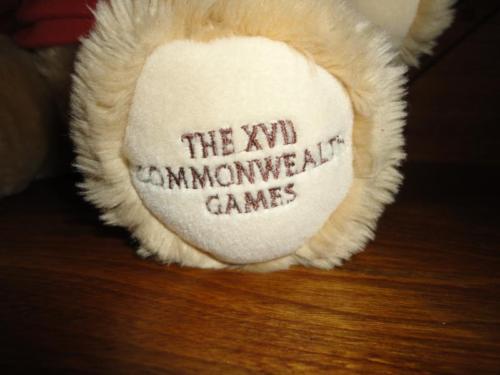 THE XVII
COMMONWEALTH
GAMES